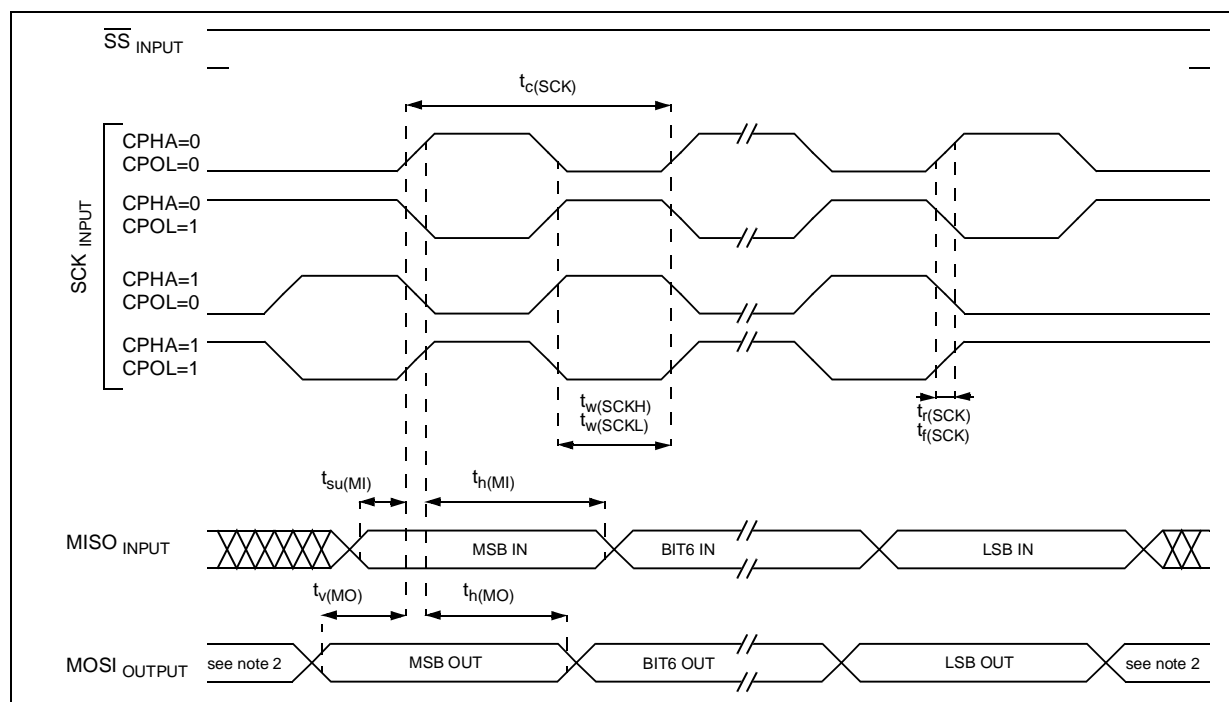 SS INPUT
tc(SCK)
SCK INPUT
CPHA=0
CPOL=0
CPHA=0
CPOL=1
CPHA=1
CPOL=0
CPHA=1
CPOL=1
tw(SCKH)
tw(SCKL)
tr(SCK)
tf(SCK)
tsu(MI)
th(MI)
MISO INPUT
MSB IN
BIT6 IN
LSB IN
tv(MO)
th(MO)
MOSI OUTPUT
see note 2
MSB OUT
BIT6 OUT
LSB OUT
see note 2